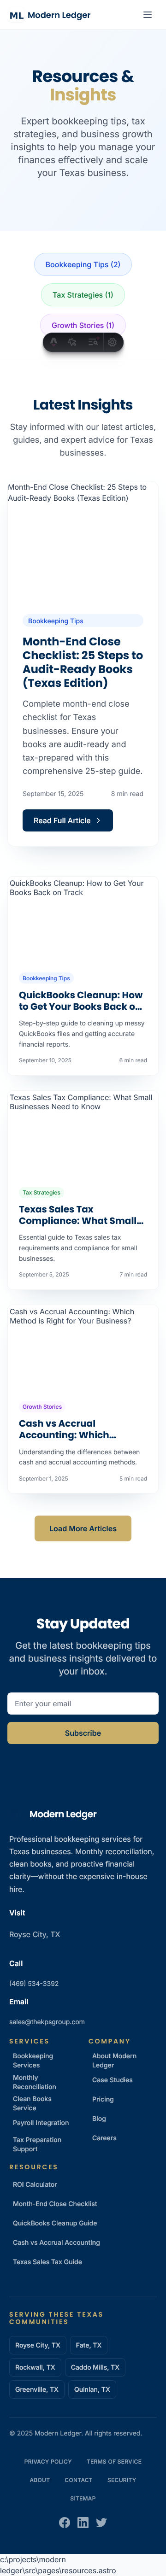 ML Modern Ledger
Resources &
Insights
Expert bookkeeping tips, tax
strategies, and business growth
insights to help you manage your
finances effectively and scale
your Texas business.
Bookkeeping Tips (2)
Tax Strategies (1)
Growth Stories (1)
Latest Insights
Stay informed with our latest articles,
guides, and expert advice for Texas
businesses.
Month-End Close Checklist: 25 Steps to
Audit-Ready Books (Texas Edition)
Bookkeeping Tips
Month-End Close
Checklist: 25 Steps to
Audit-Ready Books
(Texas Edition)
Complete month-end close
checklist for Texas
businesses. Ensure your
books are audit-ready and
tax-prepared with this
comprehensive 25-step guide.
September 15, 2025 8 min read
Read Full Article
QuickBooks Cleanup: How to Get Your
Books Back on Track
Bookkeeping Tips
QuickBooks Cleanup: How
to Get Your Books Back o...
Step-by-step guide to cleaning up messy
QuickBooks files and getting accurate
financial reports.
September 10, 2025 6 min read
Texas Sales Tax Compliance: What Small
Businesses Need to Know
Tax Strategies
Texas Sales Tax
Compliance: What Small...
Essential guide to Texas sales tax
requirements and compliance for small
businesses.
September 5, 2025 7 min read
Cash vs Accrual Accounting: Which
Method is Right for Your Business?
Growth Stories
Cash vs Accrual
Accounting: Which...
Understanding the differences between
cash and accrual accounting methods.
September 1, 2025 5 min read
Load More Articles
Stay Updated
Get the latest bookkeeping tips
and business insights delivered to
your inbox.
Enter your email
Subscribe
Modern Ledger
Professional bookkeeping services for
Texas businesses. Monthly reconciliation,
clean books, and proactive financial
clarity—without the expensive in-house
hire.
Visit
Royse City, TX
Call
(469) 534-3392
Email
sales@thekpsgroup.com
SERVICES
Bookkeeping
Services
Monthly
Reconciliation
Clean Books
Service
Payroll Integration
Tax Preparation
Support
COMPANY
About Modern
Ledger
Case Studies
Pricing
Blog
Careers
RESOURCES
ROI Calculator
Month-End Close Checklist
QuickBooks Cleanup Guide
Cash vs Accrual Accounting
Texas Sales Tax Guide
SERVING THESE TEXAS
COMMUNITIES
Royse City, TX Fate, TX
Rockwall, TX Caddo Mills, TX
Greenville, TX Quinlan, TX
© 2025 Modern Ledger. All rights reserved.
PRIVACY POLICY TERMS OF SERVICE
ABOUT CONTACT SECURITY
SITEMAP
c:\projects\modern
ledger\src\pages\resources.astro